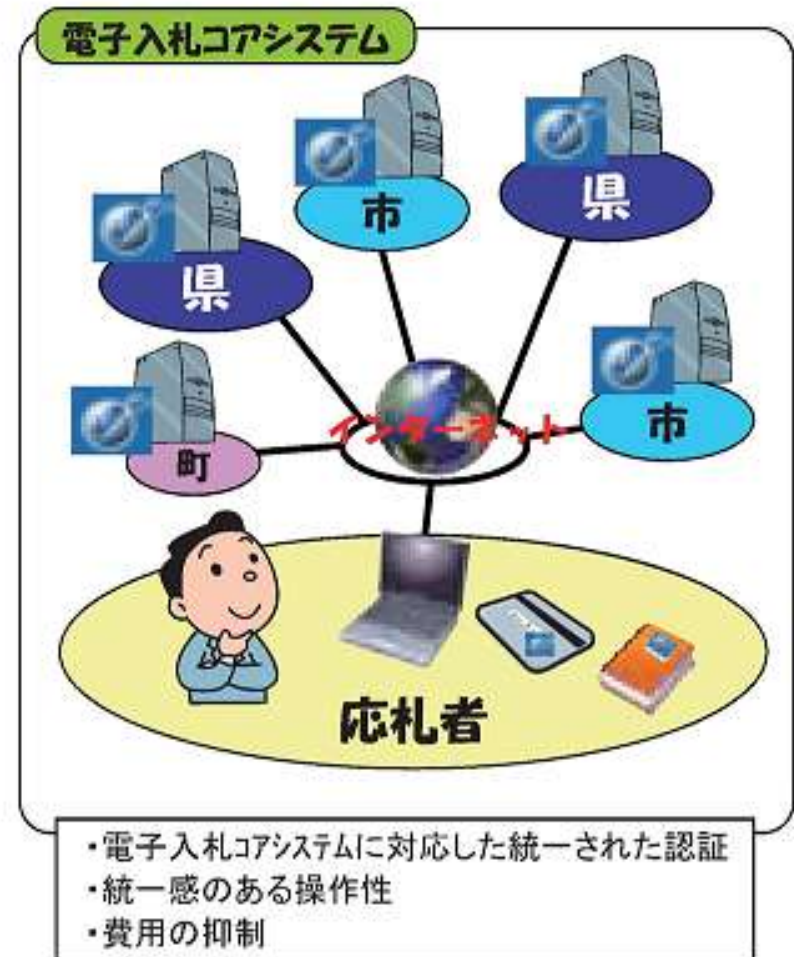 電子入札コアシステム
県
市
県
町
インターネット
市
応札者
・電子入札コアシステムに対応した統一された認証
・統一感のある操作性
・費用の抑制